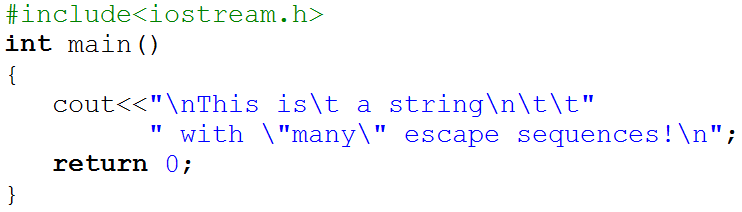 #include<iostream.h>
int main()
{
   cout<<"\nThis is\t a string\n\t\t"
         " with \"many\" escape sequences!\n";
   return 0;
}